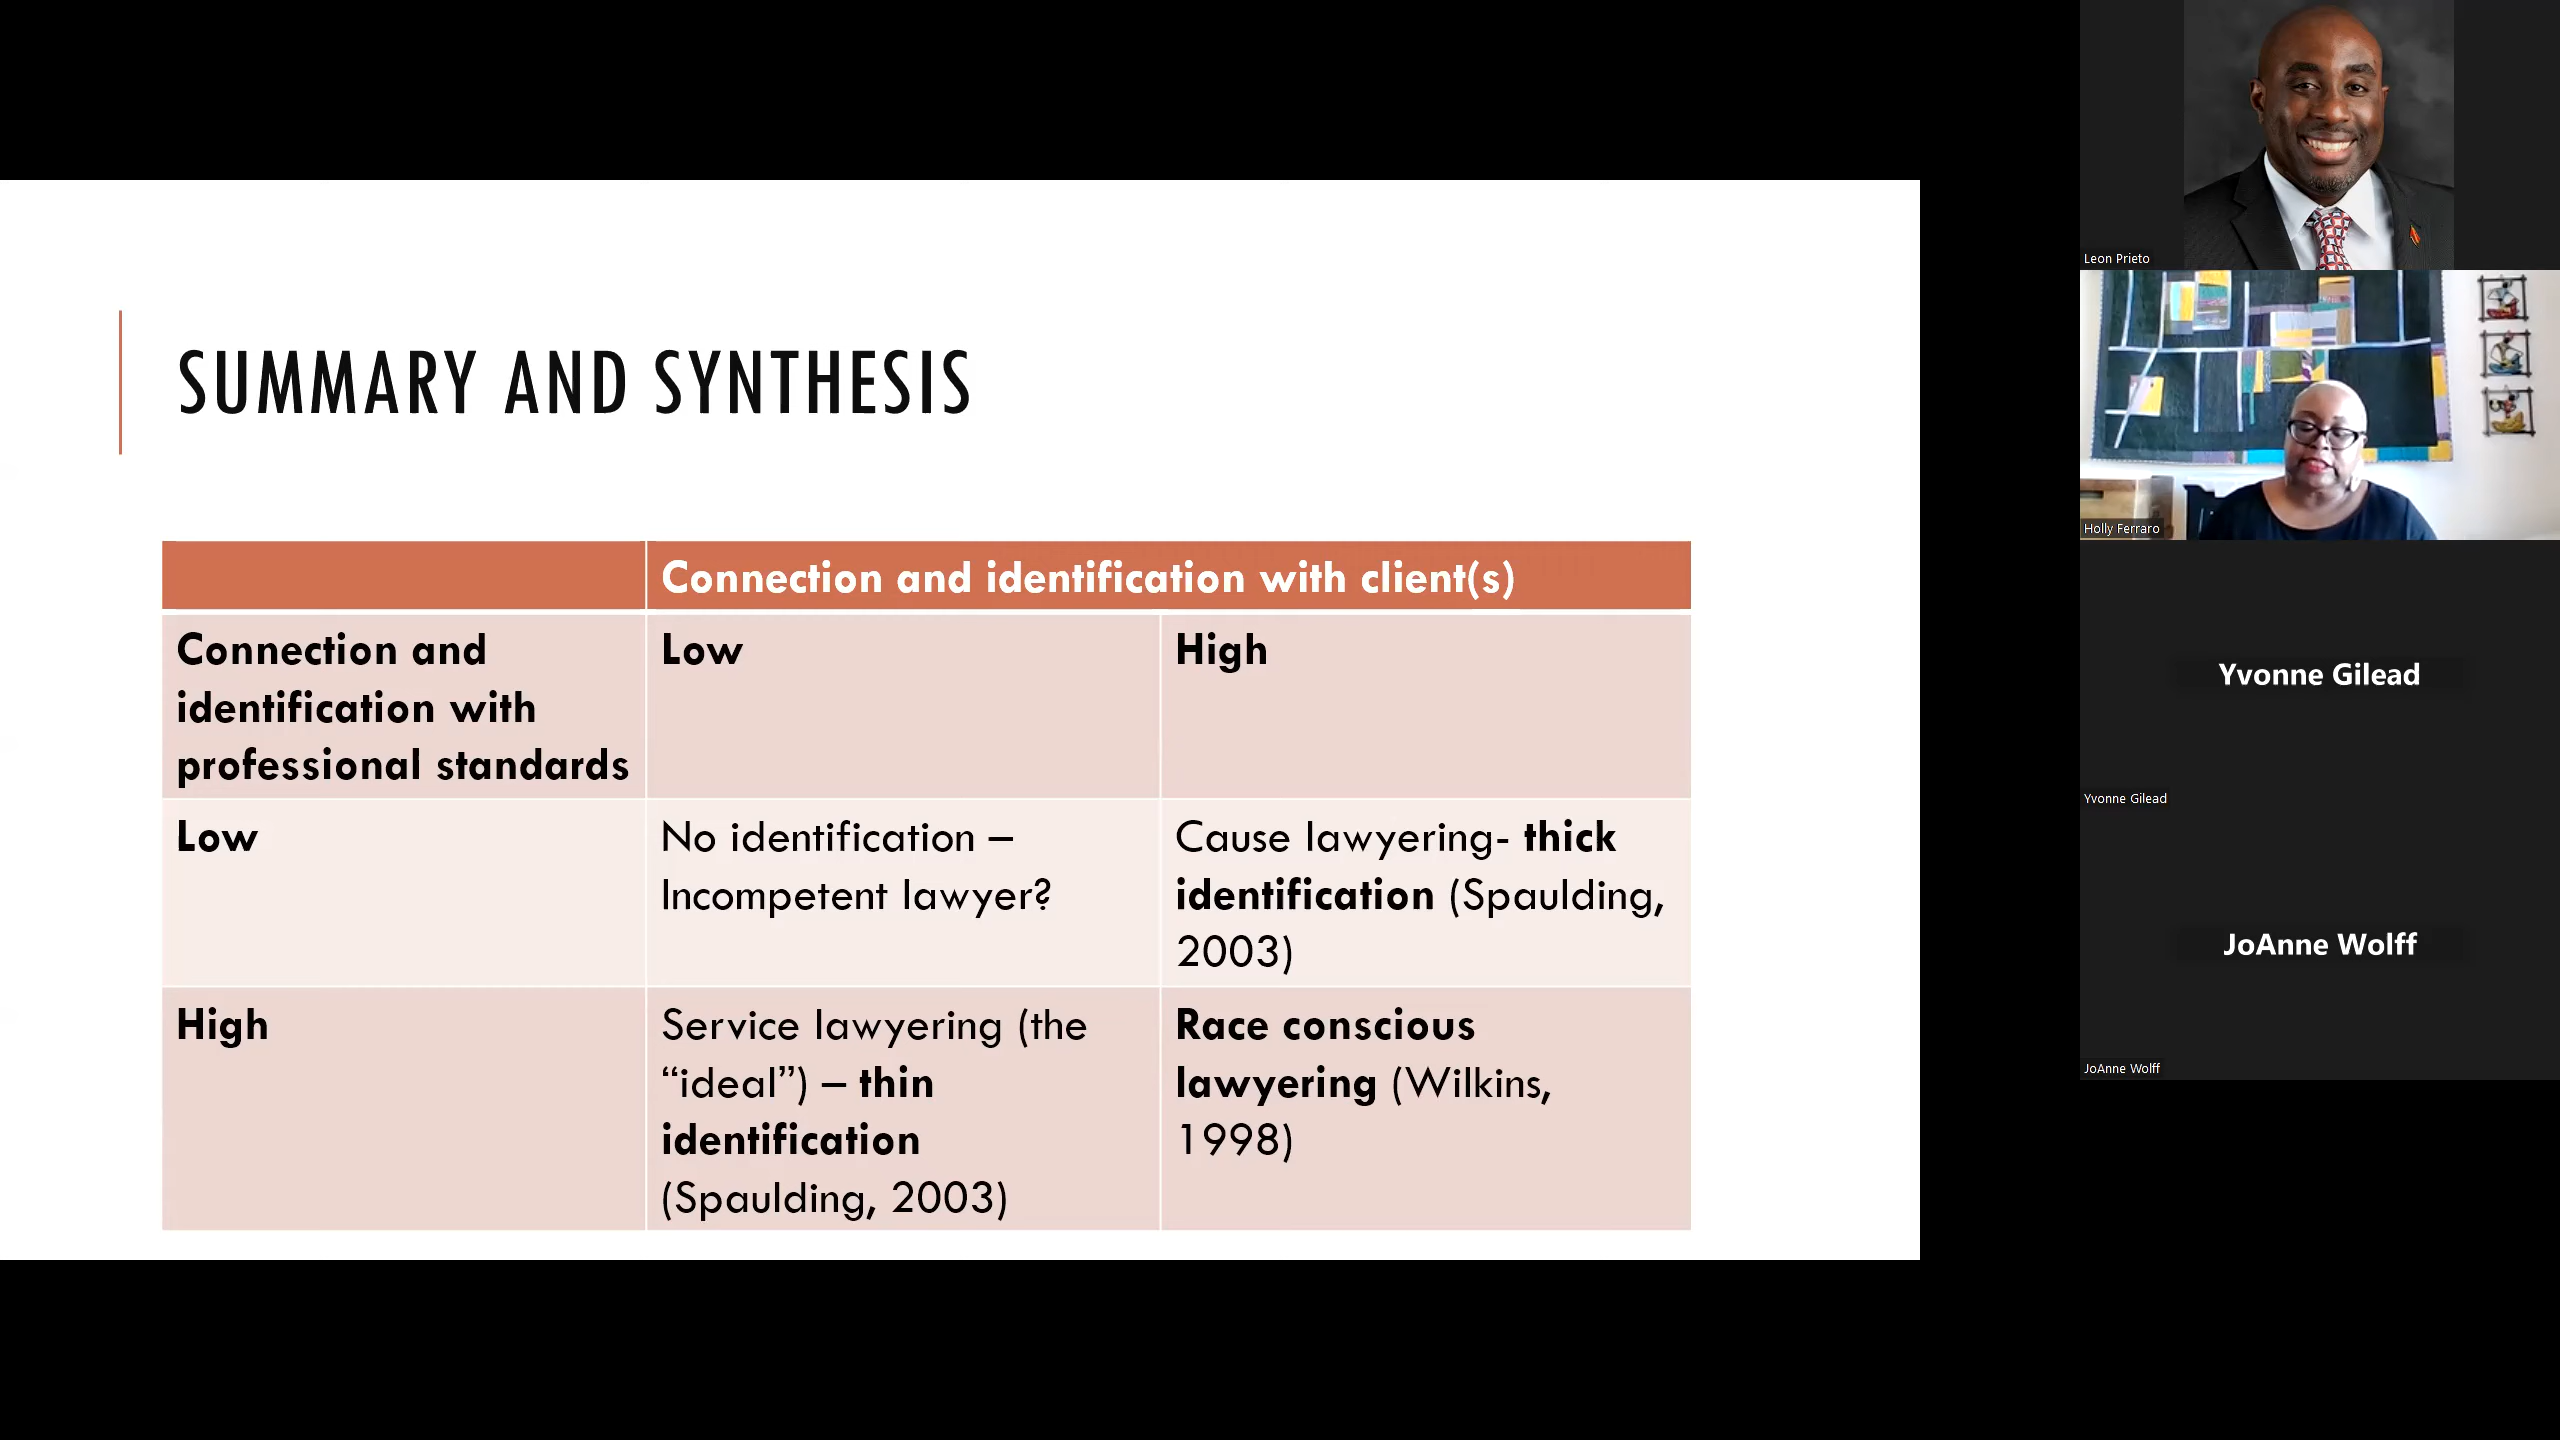 SUMMARY AND SYNTHESIS
Connection and identification with client(s)
Connection and
identification with
professional standards
Low
High
Low
No identification –
Incompetent lawyer?
Cause lawyering- thick
identification (Spaulding,
2003)
High
Service lawyering (the
“ideal”) – thin
identification
(Spaulding, 2003)
Race conscious
lawyering (Wilkins,
1998)
Leon Prieto
Holly Ferraro
Yvonne Gilead
Yvonne Gilead
JoAnne Wolff
JoAnne Wolff